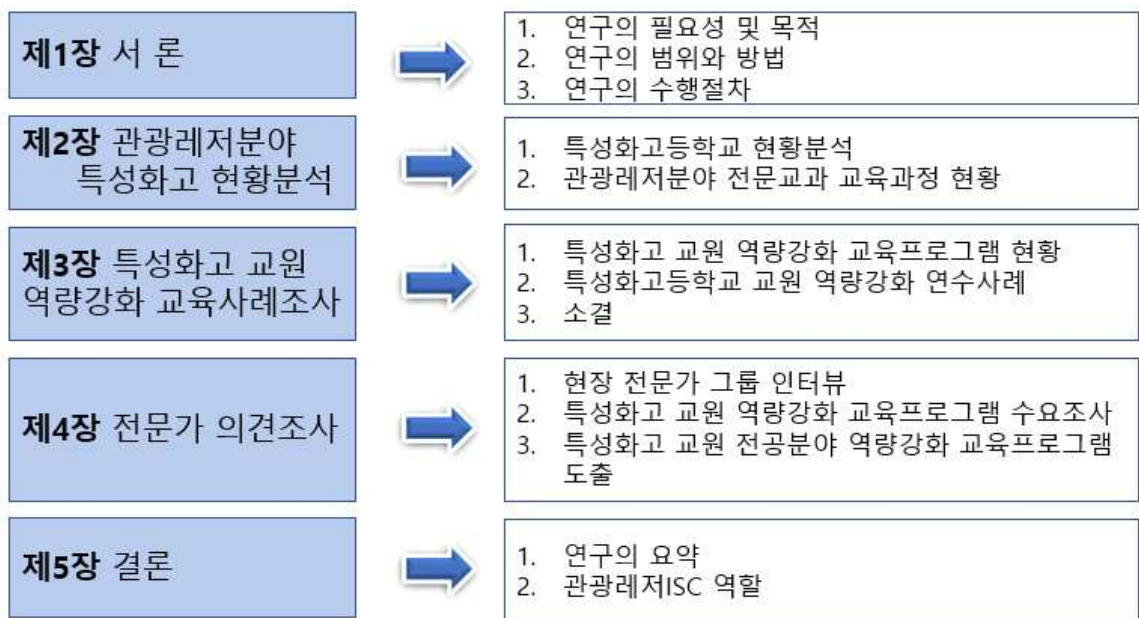 제1장 서 론
1. 연구의 필요성 및 목적
2. 연구의 범위와 방법
3. 연구의 수행절차
제2장 관광레저분야
특성화고 현황분석
1. 특성화고등학교 현황분석
2. 관광레저분야 전문교과 교육과정 현황
제3장 특성화고 교원
역량강화 교육사례조사
1. 특성화고 교원 역량강화 교육프로그램 현황
2. 특성화고등학교 교원 역량강화 연수사례
3. 소결
제4장 전문가 의견조사
1. 현장 전문가 그룹 인터뷰
2. 특성화고 교원 역량강화 교육프로그램 수요조사
3. 특성화고 교원 전공분야 역량강화 교육프로그램
도출
제5장 결론
1. 연구의 요약
2. 관광레저ISC 역할